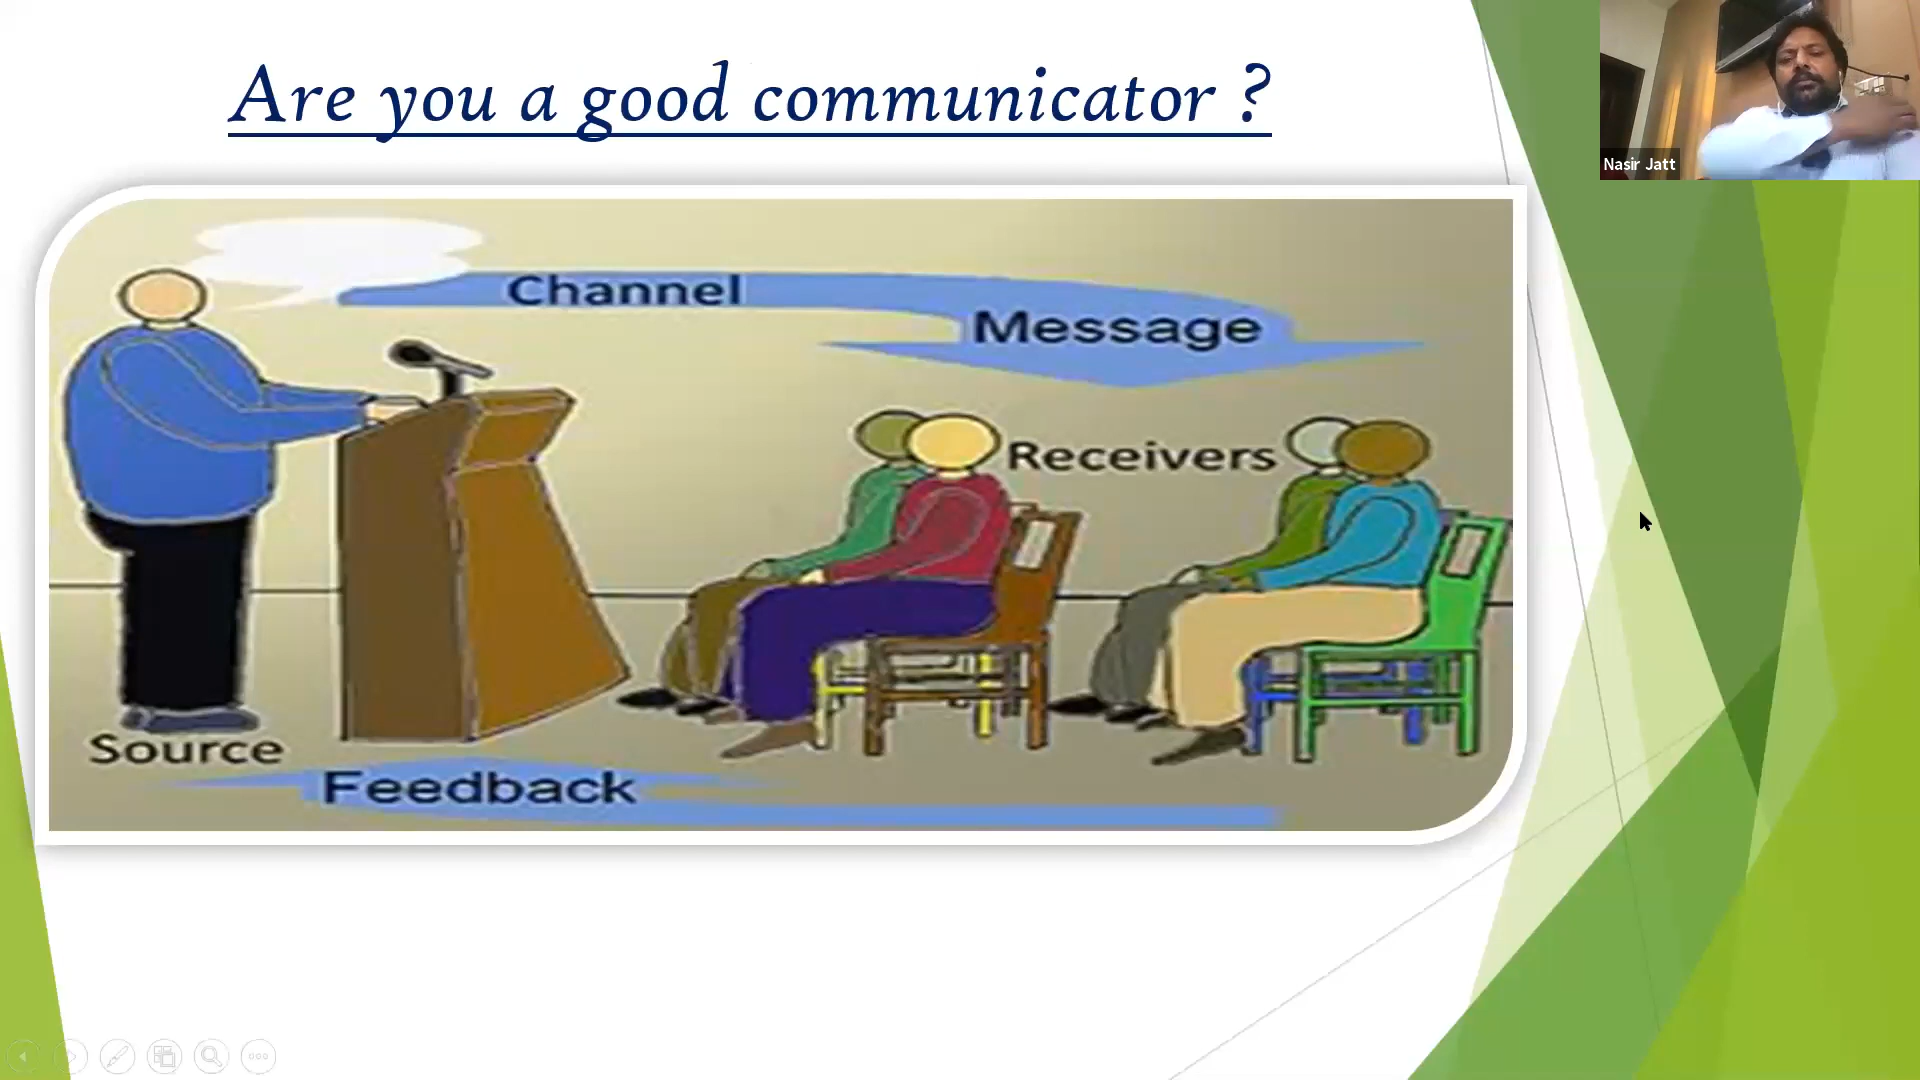 Are you a good communicator ?
Nasir Jatt
Channel
Message
Receivers
Source
Feedback